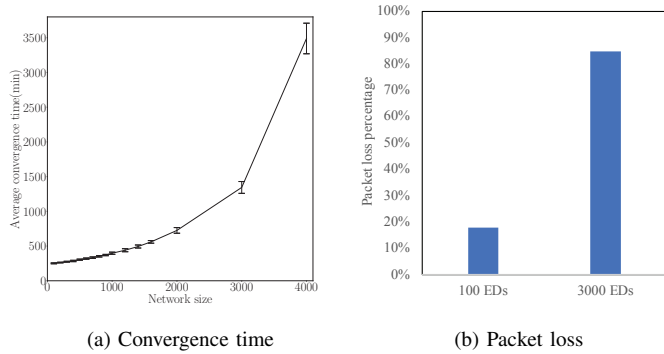 3500
3000
2500
2000
1500
1000
500
0
Average convergence time(min)
0 1000 2000 3000 4000
Network size
(a) Convergence time
100%
90%
80%
70%
60%
50%
40%
30%
20%
10%
0%
Packet loss percentage
100 EDs 3000 EDs
(b) Packet loss